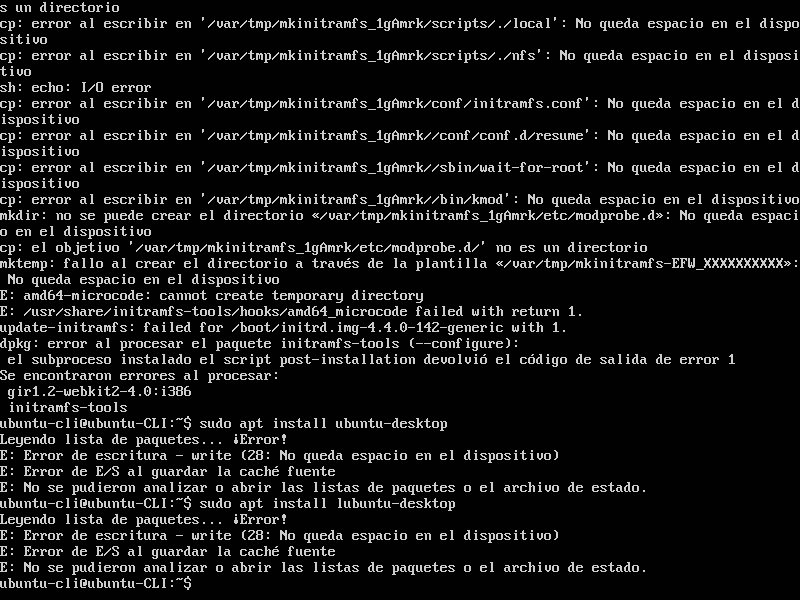 s un directorio
cp: error al escribir en '/var/tmp/mkinitramfs_1gAmrk/scripts/./local': No queda espacio en el dispo
sitivo
cp: error al escribir en '/var/tmp/mkinitramfs_1gAmrk/scripts/./nfs': No queda espacio en el disposi
tivo
sh: echo: I/O error
cp: error al escribir en '/var/tmp/mkinitramfs_1gAmrk/conf/initramfs.conf': No queda espacio en el d
ispositivo
cp: error al escribir en '/var/tmp/mkinitramfs_1gAmrk//conf/conf.d/resume': No queda espacio en el d
ispositivo
cp: error al escribir en '/var/tmp/mkinitramfs_1gAmrk//sbin/wait-for-root': No queda espacio en el d
ispositivo
cp: error al escribir en '/var/tmp/mkinitramfs_1gAmrk//bin/kmod': No queda espacio en el dispositivo
mkdir: no se puede crear el directorio «/var/tmp/mkinitramfs_1gAmrk/etc/modprobe.d»: No queda espaci
o en el dispositivo
cp: el objetivo '/var/tmp/mkinitramfs_1gAmrk/etc/modprobe.d/' no es un directorio
mktemp: fallo al crear el directorio a través de la plantilla «/var/tmp/mkinitramfs-EFW_XXXXXXXXXX»:
 No queda espacio en el dispositivo
E: amd64-microcode: cannot create temporary directory
E: /usr/share/initramfs-tools/hooks/amd64_microcode failed with return 1.
update-initramfs: failed for /boot/initrd.img-4.4.0-142-generic with 1.
dpkg: error al procesar el paquete initramfs-tools (--configure):
 el subproceso instalado el script post-installation devolvió el código de salida de error 1
Se encontraron errores al procesar:
 gir1.2-webkit2-4.0:i386
 initramfs-tools
ubuntu-cli@ubuntu-CLI:~$ sudo apt install ubuntu-desktop
Leyendo lista de paquetes... ¡Error!
E: Error de escritura - write (28: No queda espacio en el dispositivo)
E: Error de E/S al guardar la caché fuente
E: No se pudieron analizar o abrir las listas de paquetes o el archivo de estado.
ubuntu-cli@ubuntu-CLI:~$ sudo apt install lubuntu-desktop
Leyendo lista de paquetes... ¡Error!
E: Error de escritura - write (28: No queda espacio en el dispositivo)
E: Error de E/S al guardar la caché fuente
E: No se pudieron analizar o abrir las listas de paquetes o el archivo de estado.
ubuntu-cli@ubuntu-CLI:~$